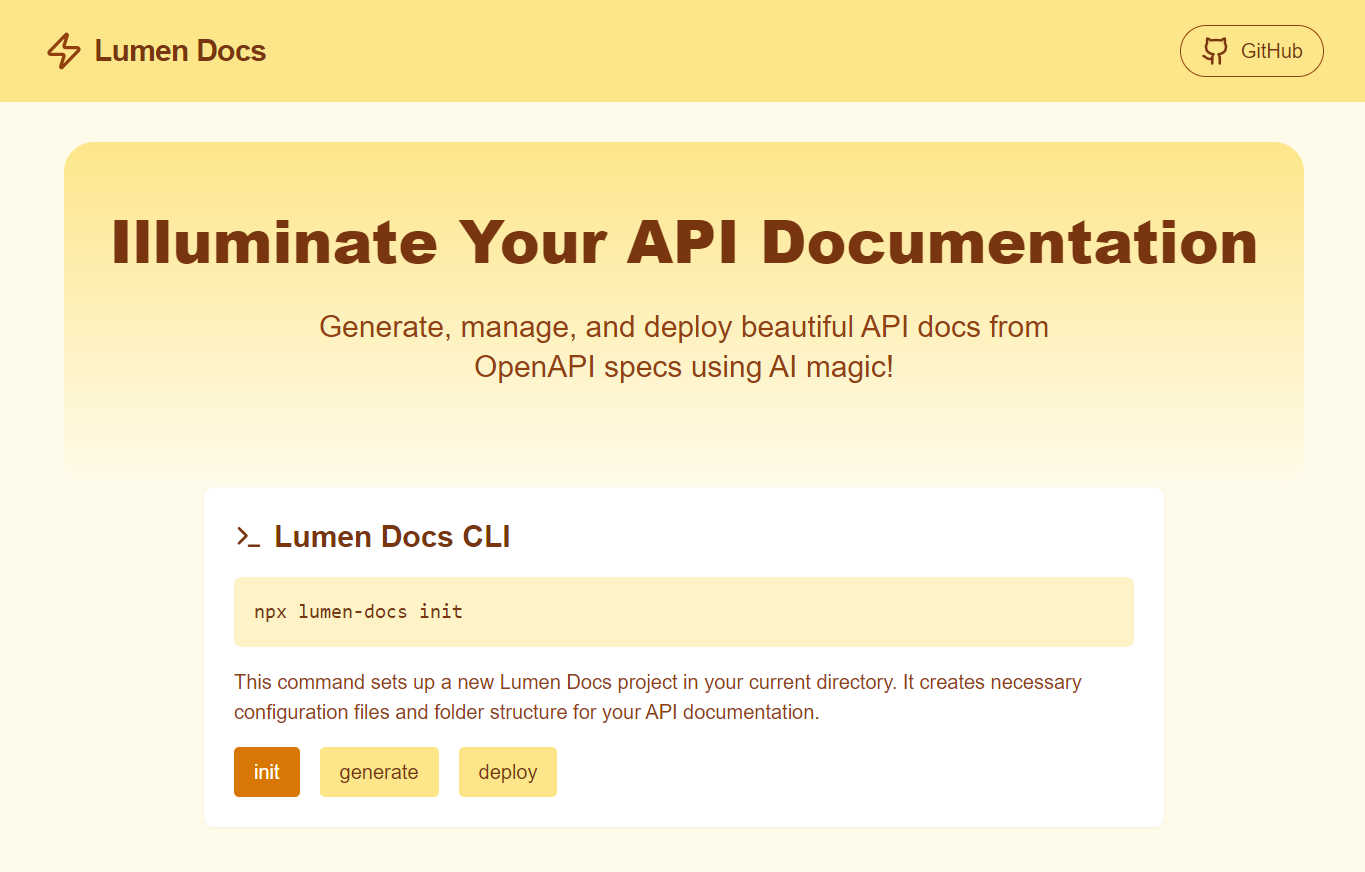 Lumen Docs
GitHub
Illuminate Your API Documentation
Generate, manage, and deploy beautiful API docs from
OpenAPI specs using AI magic!
Lumen Docs CLI
npx lumen-docs init
This command sets up a new Lumen Docs project in your current directory. It creates necessary
configuration files and folder structure for your API documentation.
init
generate
deploy